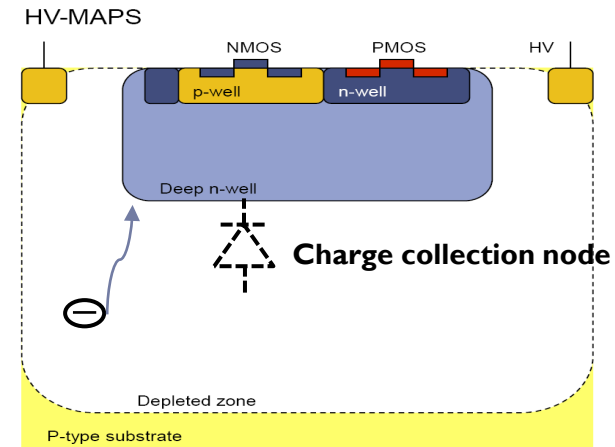 HV-MAPS
NMOS
PMOS
HV
p-well
n-well
Deep n-well
Charge collection node
Depleted zone
P-type substrate